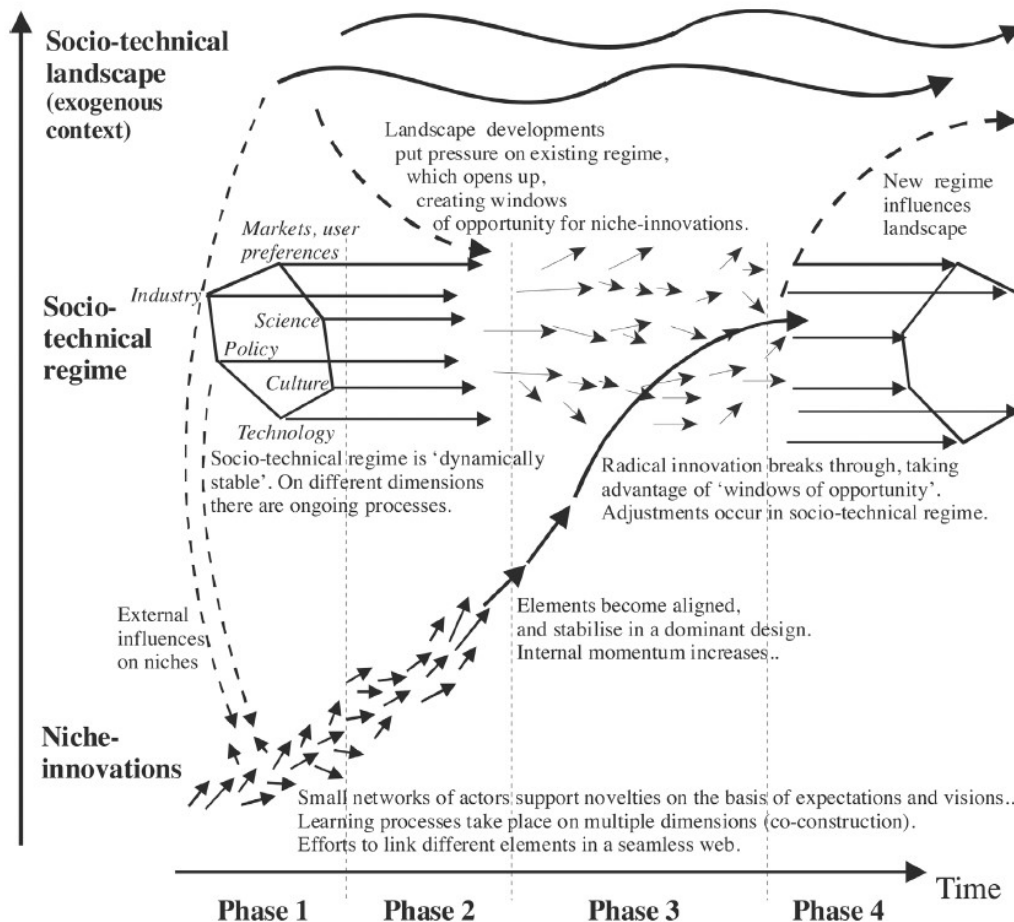 Socio-technical
landscape
(exogenous
context)
Landscape developments
put pressure on existing regime,
which opens up,
creating windows
of opportunity for niche-innovations.
New regime
influences
landscape
Markets, user
preferences
Industry
Science
Policy
Culture
Technology
Socio-
technical
regime
Socio-technical regime is ‘dynamically
stable’. On different dimensions
there are ongoing processes.
Radical innovation breaks through, taking
advantage of ‘windows of opportunity’.
Adjustments occur in socio-technical regime.
External
influences
on niches
Elements become aligned,
and stabilise in a dominant design.
Internal momentum increases..
Niche-
innovations
Small networks of actors support novelties on the basis of expectations and visions..
Learning processes take place on multiple dimensions (co-construction).
Efforts to link different elements in a seamless web.
Time
Phase 1
Phase 2
Phase 3
Phase 4